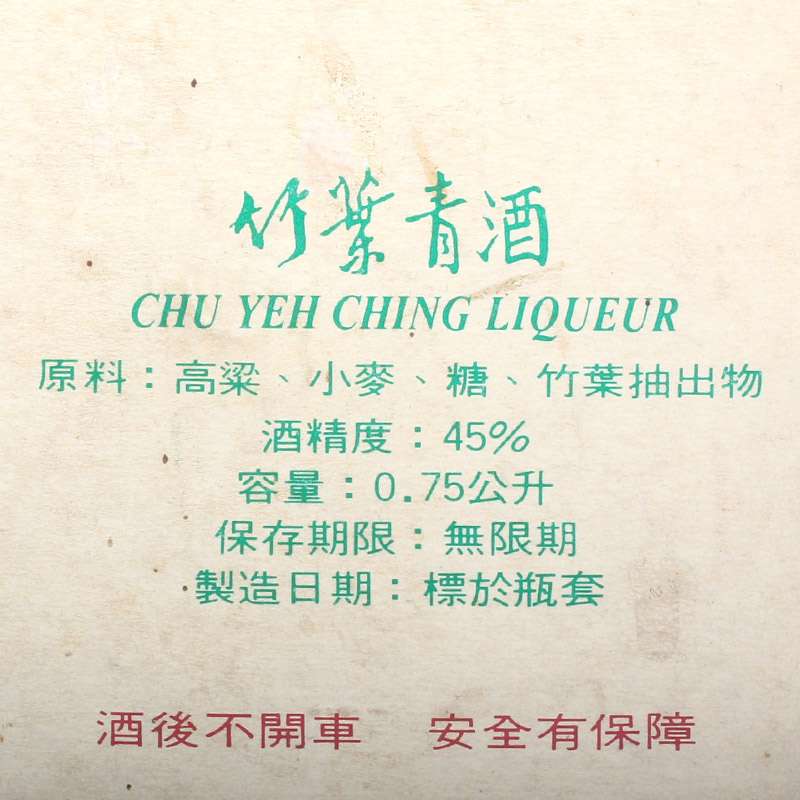 竹葉青酒
CHU YEH CHING LIQUEUR
原料：高粱、小麥、糖、竹葉抽出物
酒精度：45%
容量：0.75公升
保存期限：無限期
製造日期：標於瓶套
酒後不開車　安全有保障